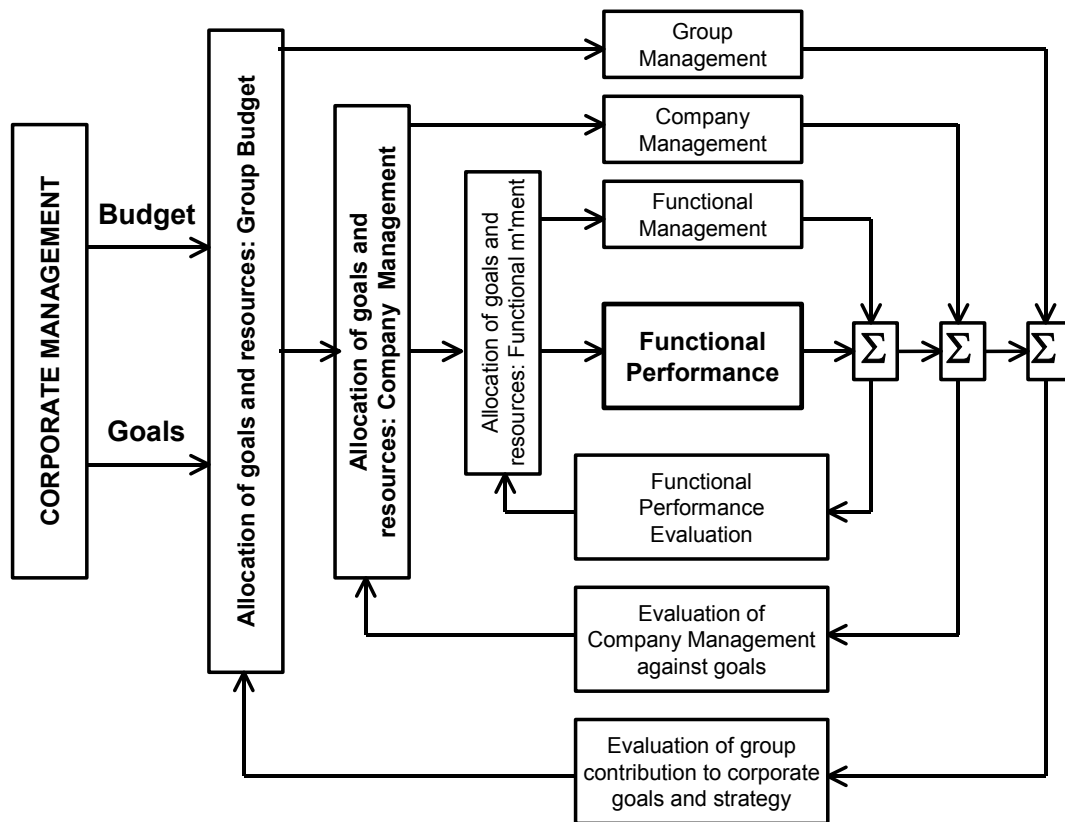 CORPORATE MANAGEMENT
Budget
Goals
Allocation of goals and resources: Group Budget
Allocation of goals and
resources: Company  Management
Allocation of goals and
resources: Functional m'ment
Group
Management
Company
Management
Functional
Management
Functional
Performance
Σ
Σ
Σ
Functional
Performance
Evaluation
Evaluation of
Company Management
against goals
Evaluation of group
contribution to corporate
goals and strategy